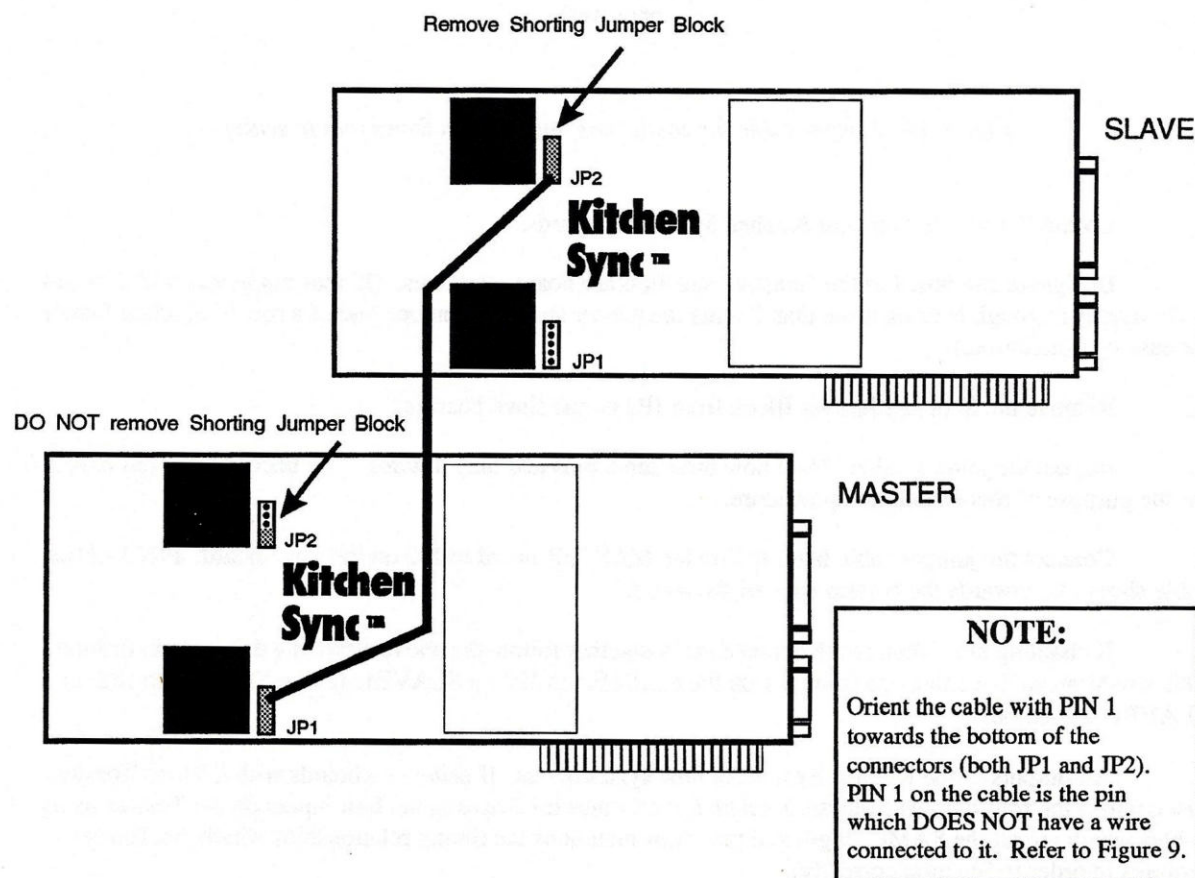 Remove Shorting Jumper Block
SLAVE
JP2
Kitchen
Sync™
JP1
DO NOT remove Shorting Jumper Block
MASTER
JP2
Kitchen
Sync™
JP1
NOTE:
Orient the cable with PIN 1
towards the bottom of the
connectors (both JP1 and JP2).
PIN 1 on the cable is the pin
which DOES NOT have a wire
connected to it. Refer to Figure 9.